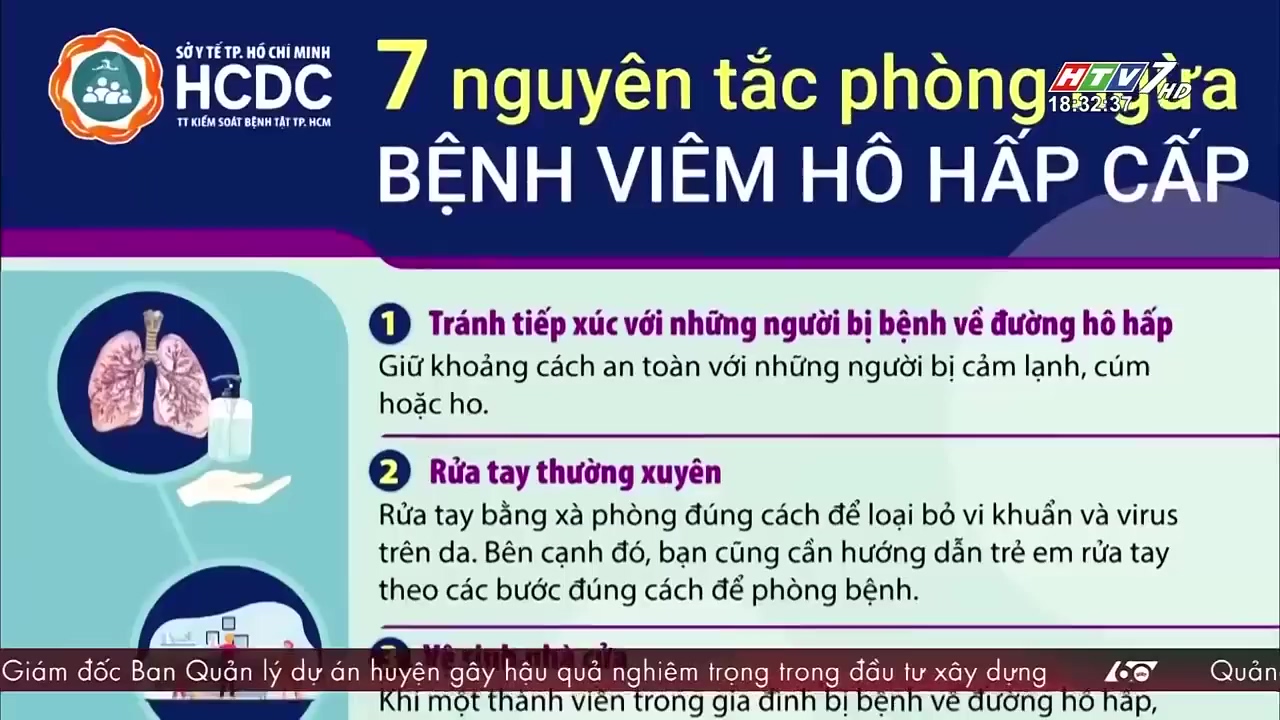 SỞ Y TẾ TP. HỒ CHÍ MINH
HCDC
TT KIỂM SOÁT BỆNH TẬT TP. HCM
7 nguyên tắc phòng ngừa
BỆNH VIÊM HÔ HẤP CẤP
HTV7 HD
18:32:37
1 Tránh tiếp xúc với những người bị bệnh về đường hô hấp
Giữ khoảng cách an toàn với những người bị cảm lạnh, cúm
hoặc ho.
2 Rửa tay thường xuyên
Rửa tay bằng xà phòng đúng cách để loại bỏ vi khuẩn và virus
trên da. Bên cạnh đó, bạn cũng cần hướng dẫn trẻ em rửa tay
theo các bước đúng cách để phòng bệnh.
3 Vệ sinh nhà cửa
Giám đốc Ban Quản lý dự án huyện gây hậu quả nghiêm trọng trong đầu tư xây dựng 60 Quản
Khi một thành viên trong gia đình bị bệnh về đường hô hấp,